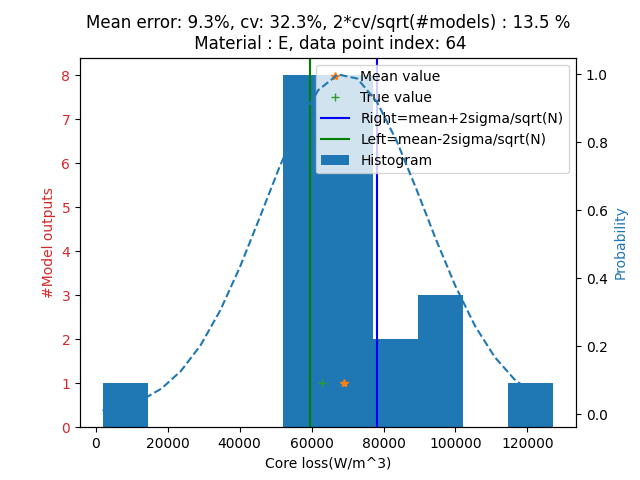 Mean error: 9.3%, cv: 32.3%, 2*cv/sqrt(#models) : 13.5 %
Material : E, data point index: 64
8
7
6
5
4
3
2
1
0
#Model outputs
Mean value
True value
Right=mean+2sigma/sqrt(N)
Left=mean-2sigma/sqrt(N)
Histogram
1.0
0.8
0.6
0.4
0.2
0.0
Probability
0 20000 40000 60000 80000 100000 120000
Core loss(W/m^3)